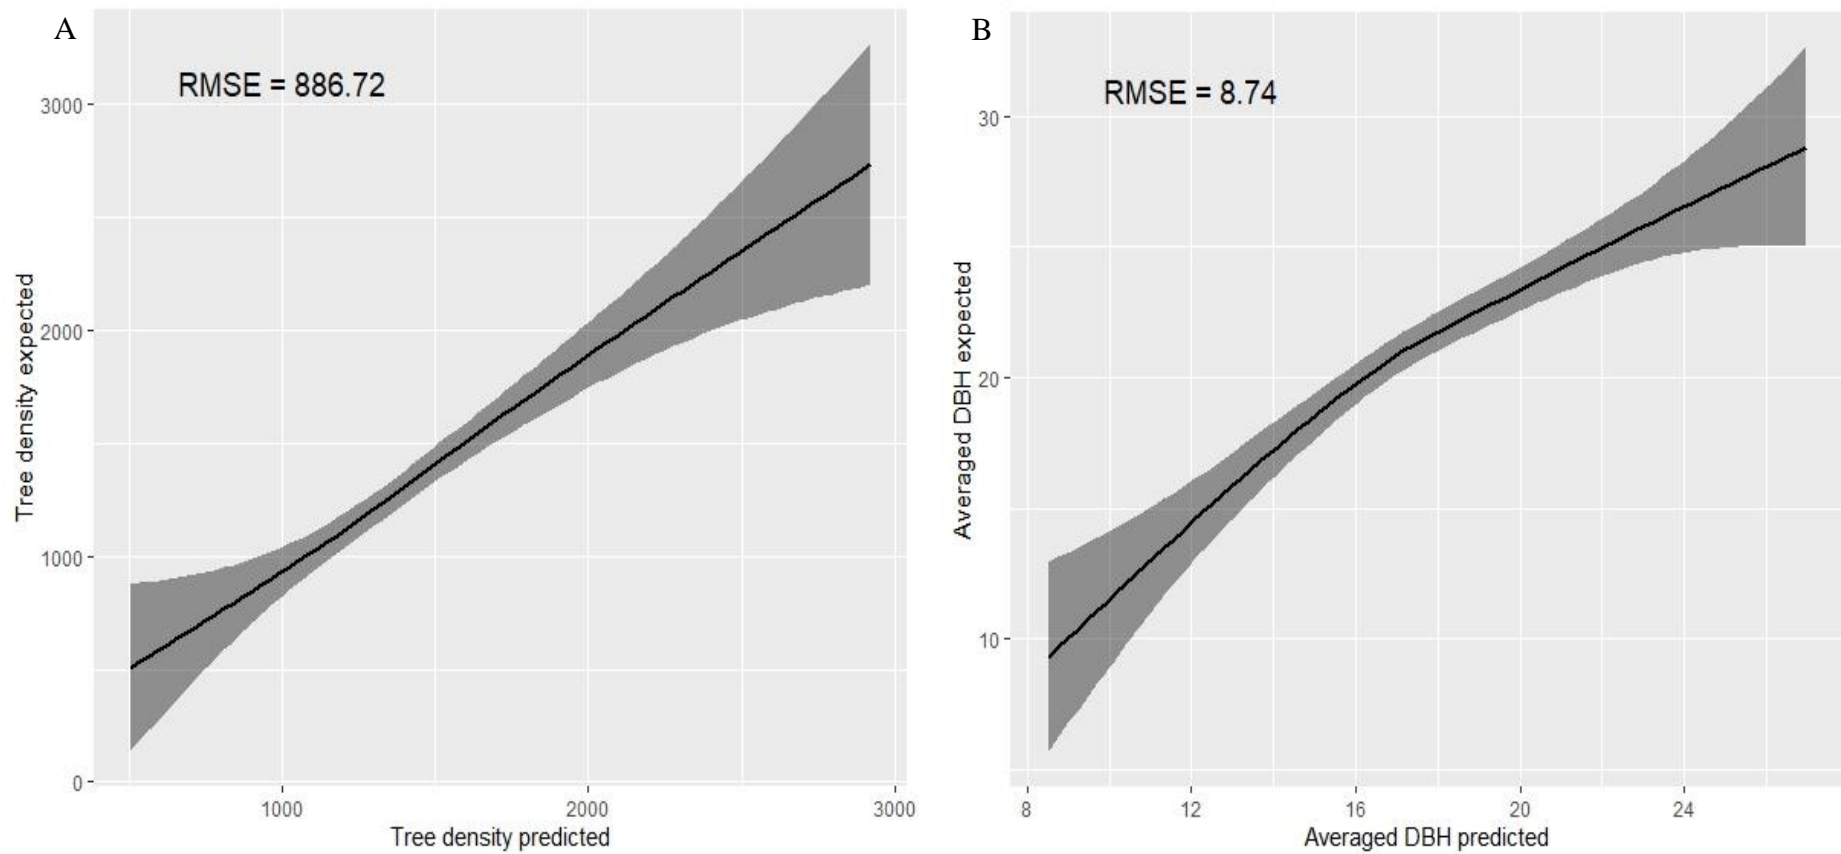 A
RMSE = 886.72
Tree density expected
3000
2000
1000
0
1000
2000
3000
Tree density predicted
B
RMSE = 8.74
Averaged DBH expected
30
20
10
8
12
16
20
24
Averaged DBH predicted